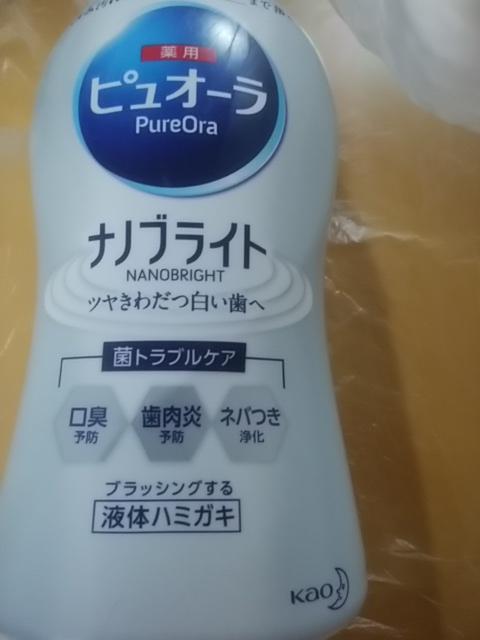 薬用
ピュオーラ
PureOra
ナノブライト
NANOBRIGHT
ツヤきわだつ白い歯へ
菌トラブルケア
口臭
予防
歯肉炎
予防
ネバつき
浄化
ブラッシングする
液体ハミガキ
Kao